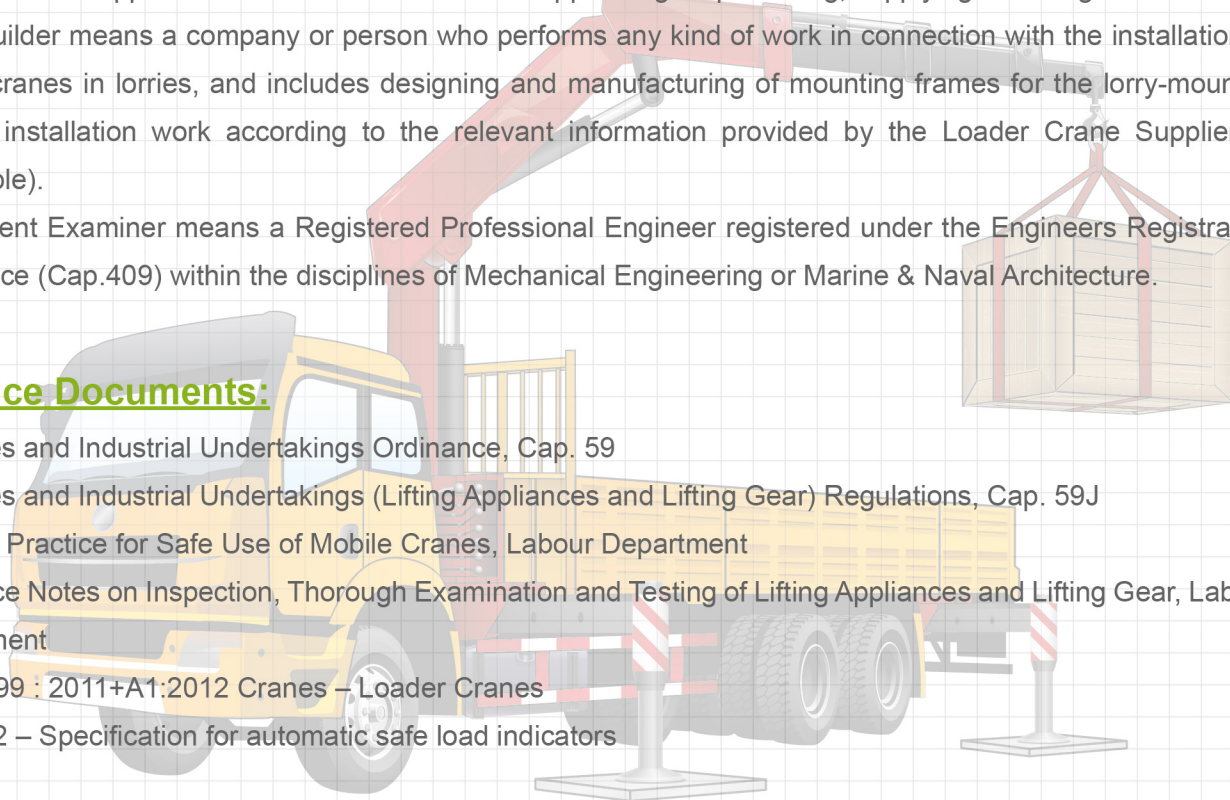 uilder means a company or person who performs any kind of work in connection with the installatio
cranes in lorries, and includes designing and manufacturing of mounting frames for the lorry-moun
installation work according to the relevant information provided by the Loader Crane Supplie
ble).
ent Examiner means a Registered Professional Engineer registered under the Engineers Registra
ce (Cap.409) within the disciplines of Mechanical Engineering or Marine & Naval Architecture.
ce Documents:
es and Industrial Undertakings Ordinance, Cap. 59
es and Industrial Undertakings (Lifting Appliances and Lifting Gear) Regulations, Cap. 59J
Practice for Safe Use of Mobile Cranes, Labour Department
ce Notes on Inspection, Thorough Examination and Testing of Lifting Appliances and Lifting Gear, Lab
ment
99 : 2011+A1:2012 Cranes – Loader Cranes
2 – Specification for automatic safe load indicators